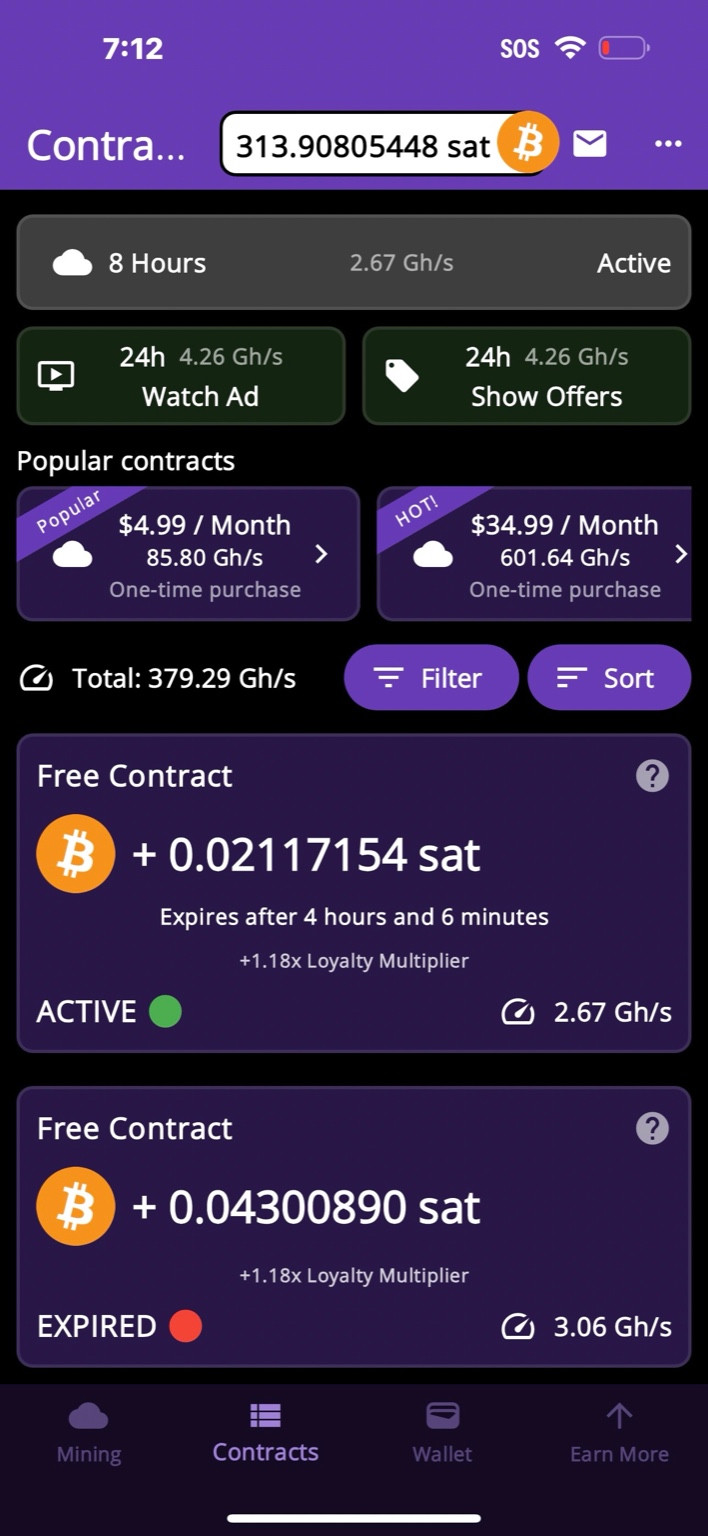 7:12 SOS
Contra... 313.90805448 sat
8 Hours 2.67 Gh/s Active
24h 4.26 Gh/s
Watch Ad
24h 4.26 Gh/s
Show Offers
Popular contracts
Popular
$4.99 / Month
85.80 Gh/s
One-time purchase
HOT!
$34.99 / Month
601.64 Gh/s
One-time purchase
Total: 379.29 Gh/s Filter Sort
Free Contract
+ 0.02117154 sat
Expires after 4 hours and 6 minutes
+1.18x Loyalty Multiplier
ACTIVE 2.67 Gh/s
Free Contract
+ 0.04300890 sat
+1.18x Loyalty Multiplier
EXPIRED 3.06 Gh/s
Mining Contracts Wallet Earn More